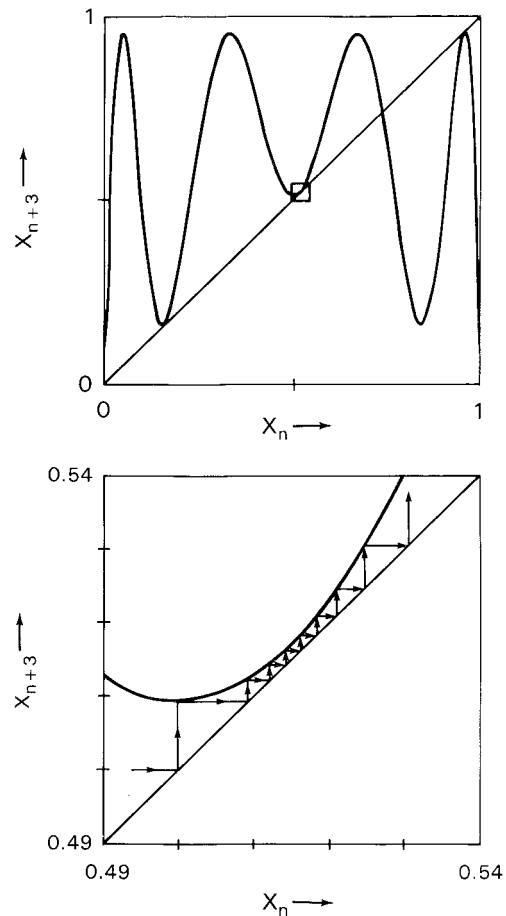 1
X_{n+3} →
0
0
1
X_n →
0.54
X_{n+3} →
0.49
0.49
0.54
X_n →